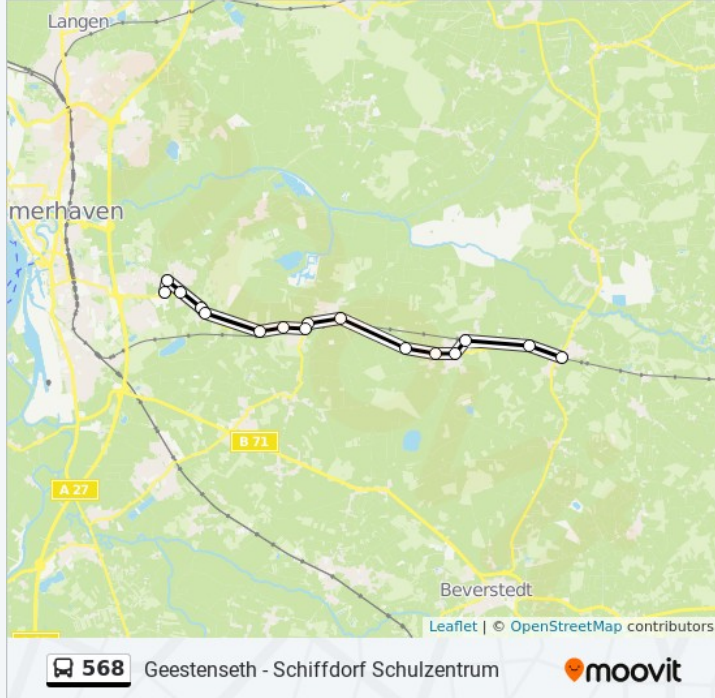 Langen
merhaven
B 71
A 27
Beverstedt
Leaflet | © OpenStreetMap contributors
568 Geestenseth - Schiffdorf Schulzentrum
moovit